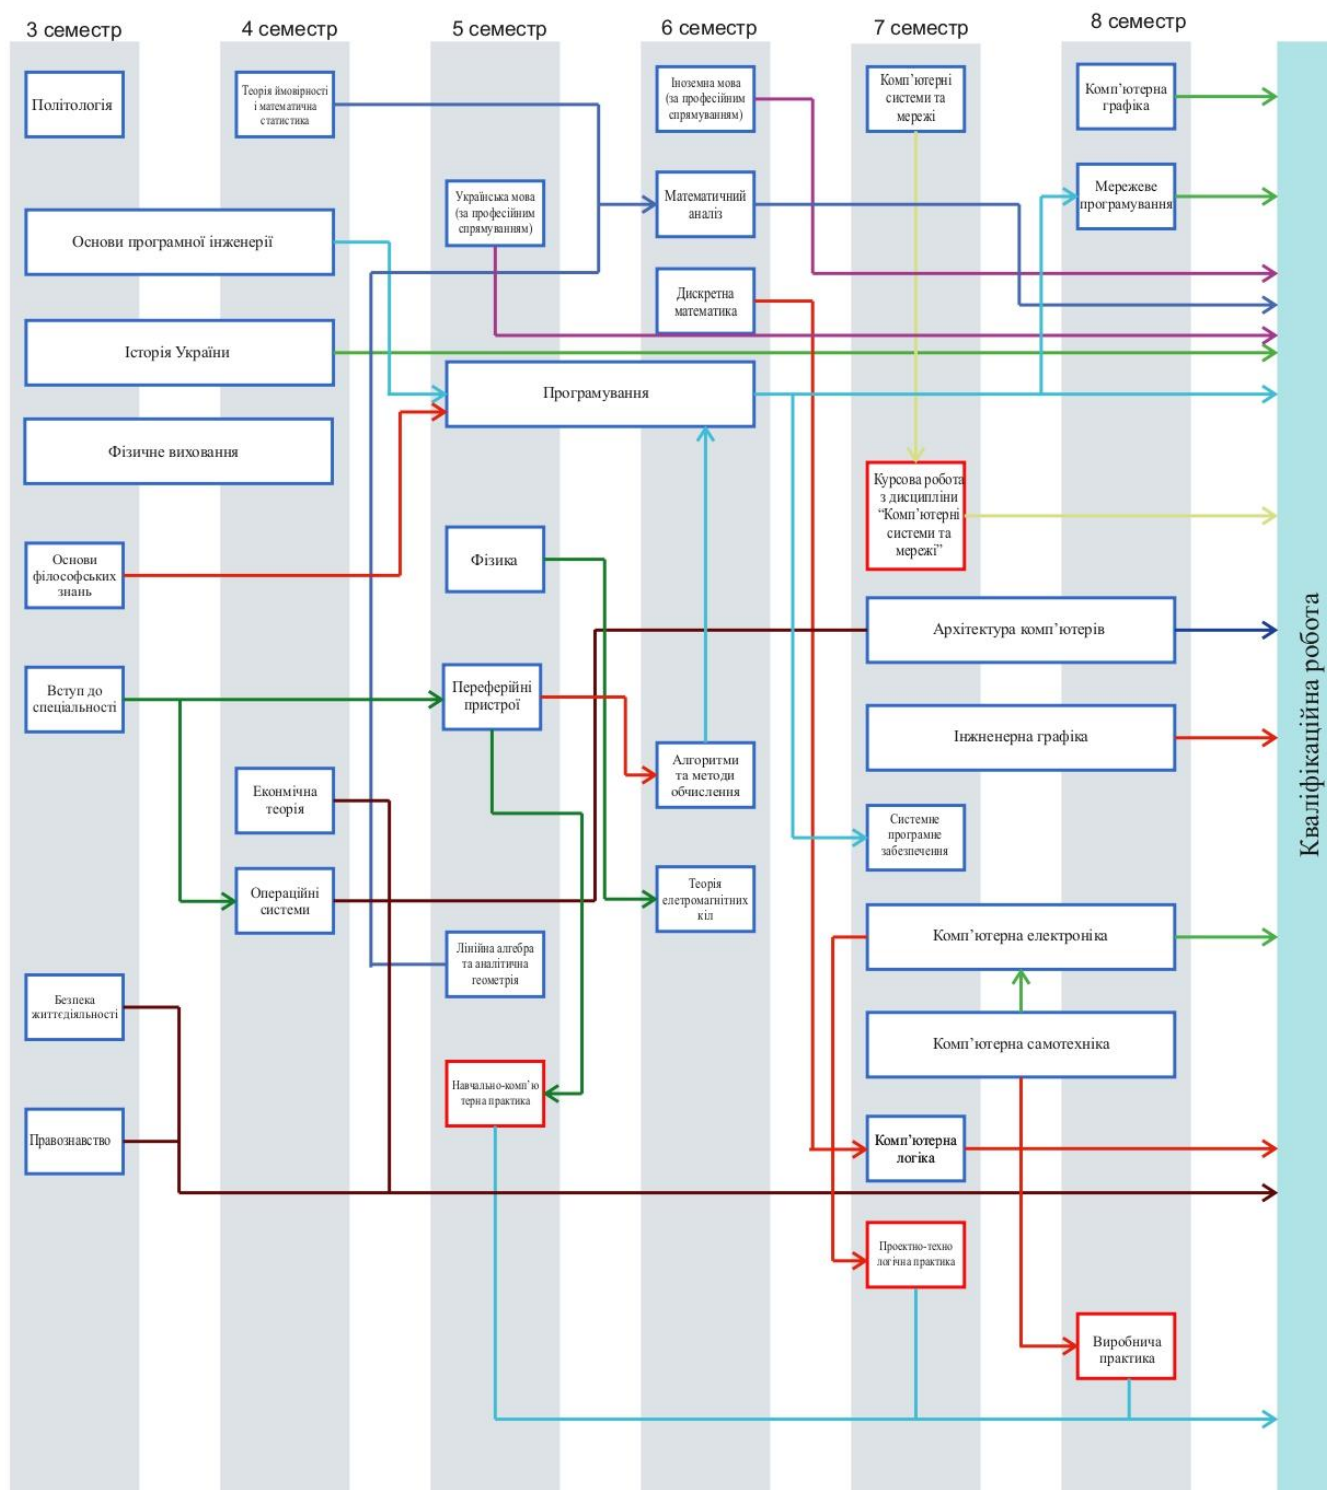 3 семестр
4 семестр
5 семестр
6 семестр
7 семестр
8 семестр
Політологія
Теорія ймовірності
і математична
статистика
Іноземна мова
(за професійним
спрямуванням)
Комп’ютерні
системи та
мережі
Комп’ютерна
графіка
Українська мова
(за професійним
спрямуванням)
Математичний
аналіз
Мережеве
програмування
Основи програмної інженерії
Дискретна
математика
Історія України
Програмування
Фізичне виховання
Курсова робота
з дисципліни
“Комп’ютерні
системи та
мережі”
Основи
філософських
знань
Фізика
Архітектура комп’ютерів
Вступ до
спеціальності
Переферійні
пристрої
Інженерна графіка
Еконмічна
теорія
Алгоритми
та методи
обчислення
Системне
програмне
забезпечення
Операційні
системи
Теорія
елетромагнітних
кіл
Комп’ютерна електроніка
Лінійна алгебра
та аналітична
геометрія
Безпека
життєдіяльності
Комп’ютерна самотехніка
Навчально-комп’ю
терна практика
Правознавство
Комп’ютерна
логіка
Проектно-техно
логічна практика
Виробнича
практика
Кваліфікаційна робота